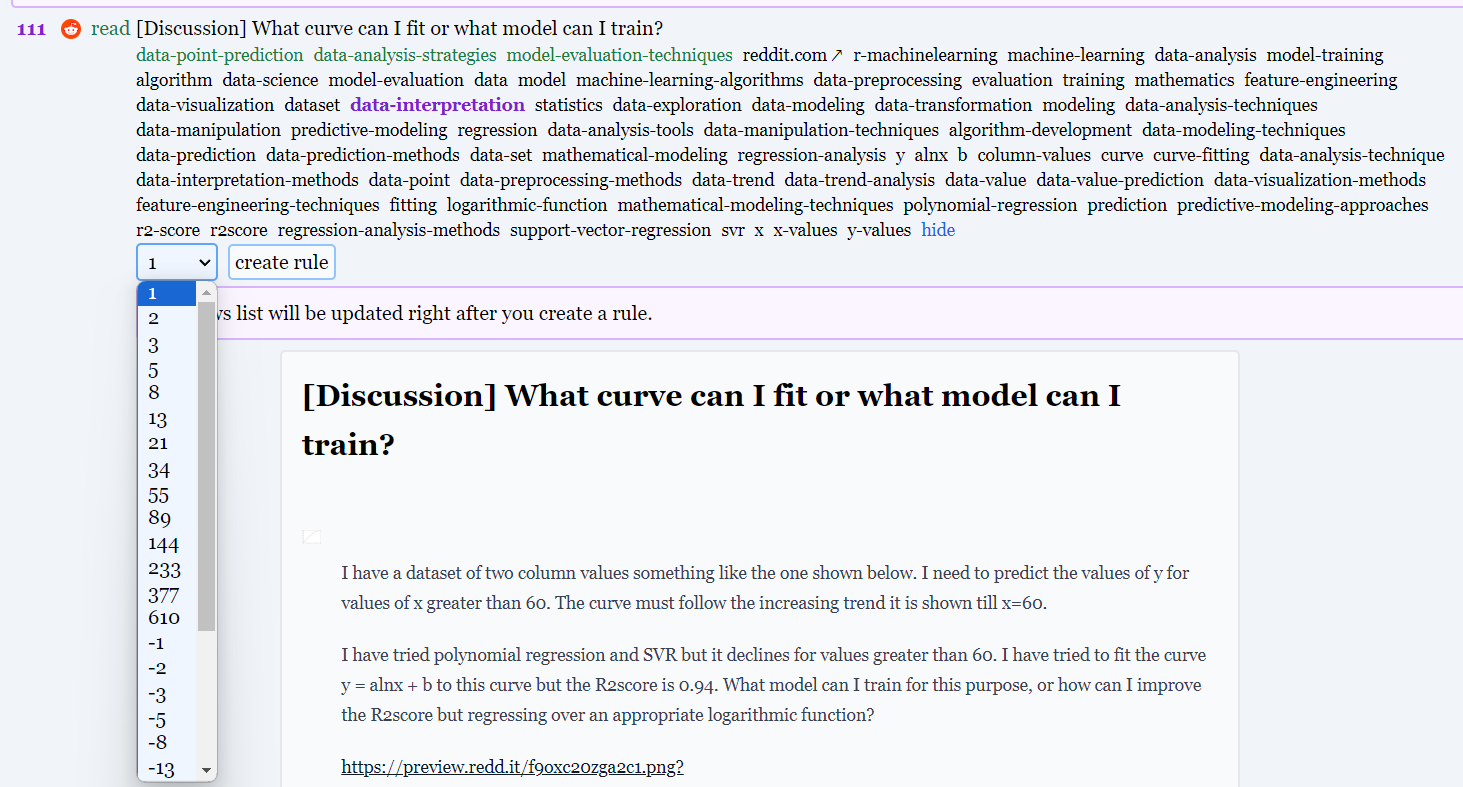 111 read [Discussion] What curve can I fit or what model can I train?
data-point-prediction data-analysis-strategies model-evaluation-techniques reddit.com ↗ r-machinelearning machine-learning data-analysis model-training
algorithm data-science model-evaluation data model machine-learning-algorithms data-preprocessing evaluation training mathematics feature-engineering
data-visualization dataset data-interpretation statistics data-exploration data-modeling data-transformation modeling data-analysis-techniques
data-manipulation predictive-modeling regression data-analysis-tools data-manipulation-techniques algorithm-development data-modeling-techniques
data-prediction data-prediction-methods data-set mathematical-modeling regression-analysis y alnx b column-values curve curve-fitting data-analysis-technique
data-interpretation-methods data-point data-preprocessing-methods data-trend data-trend-analysis data-value data-value-prediction data-visualization-methods
feature-engineering-techniques fitting logarithmic-function mathematical-modeling-techniques polynomial-regression prediction predictive-modeling-approaches
r2-score r2score regression-analysis-methods support-vector-regression svr x x-values y-values hide
1 create rule
1
2
3
5
8
13
21
34
55
89
144
233
377
610
-1
-2
-3
-5
-8
-13
list will be updated right after you create a rule.
[Discussion] What curve can I fit or what model can I
train?
I have a dataset of two column values something like the one shown below. I need to predict the values of y for
values of x greater than 60. The curve must follow the increasing trend it is shown till x=60.
I have tried polynomial regression and SVR but it declines for values greater than 60. I have tried to fit the curve
y = alnx + b to this curve but the R2score is 0.94. What model can I train for this purpose, or how can I improve
the R2score but regressing over an appropriate logarithmic function?
https://preview.redd.it/f9oxc20zga2c1.png?